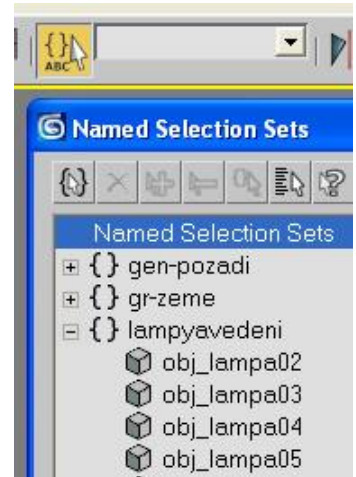 { }
ABC
Named Selection Sets
Named Selection Sets
{ } gen-pozadi
{ } gr-zeme
{ } lampyavedeni
obj_lampa02
obj_lampa03
obj_lampa04
obj_lampa05